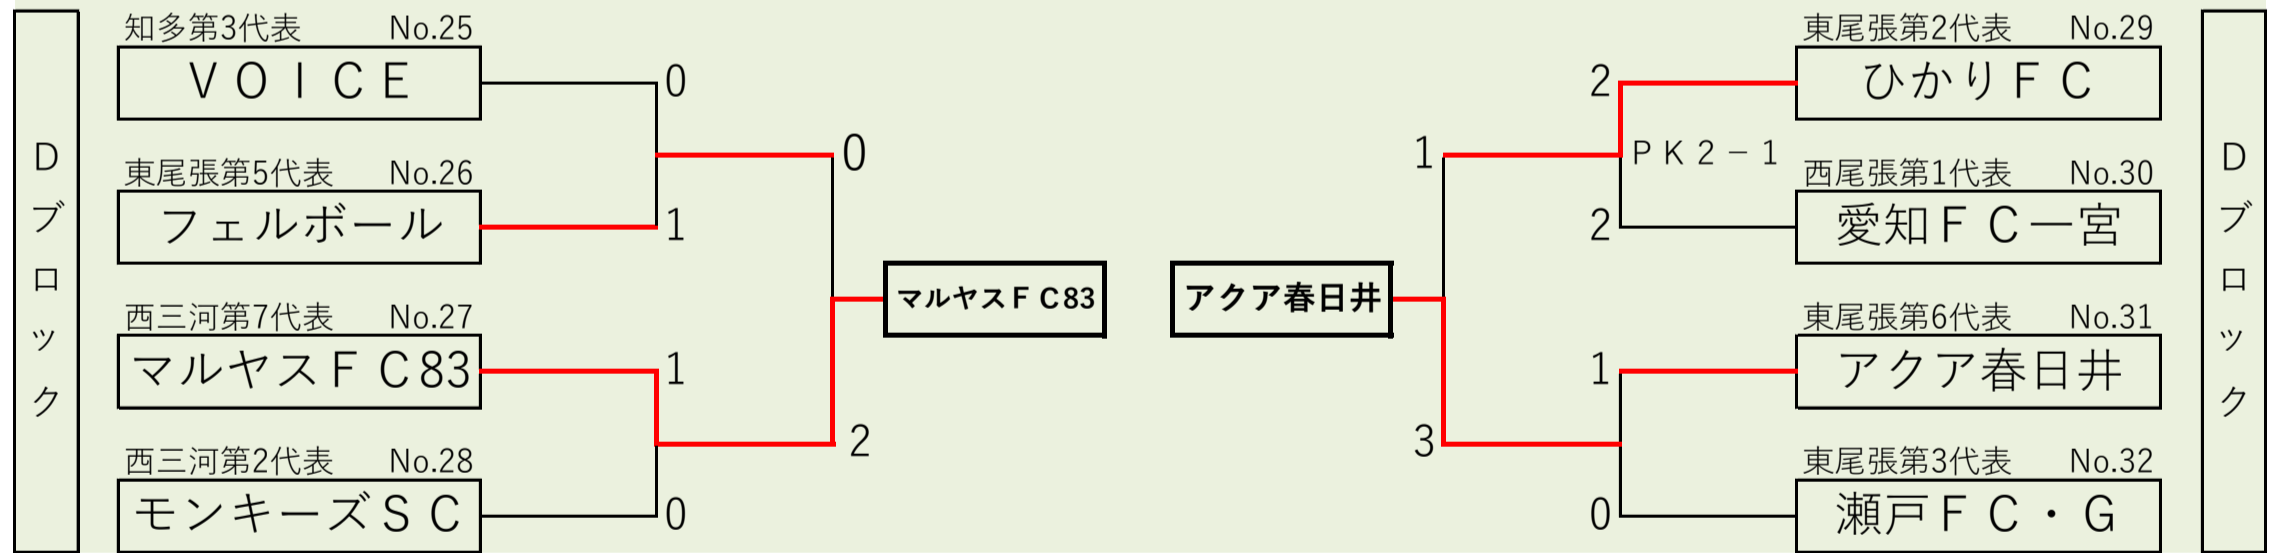 Dブロック
知多第3代表 No.25
ＶＯＩＣＥ
0
東尾張第5代表 No.26
フェルボール
1
0
西三河第7代表 No.27
マルヤスＦＣ83
1
2
西三河第2代表 No.28
モンキーズＳＣ
0
マルヤスＦＣ83
アクア春日井
東尾張第2代表 No.29
ひかりＦＣ
2
1
ＰＫ２－１
西尾張第1代表 No.30
愛知ＦＣ一宮
2
東尾張第6代表 No.31
アクア春日井
1
3
東尾張第3代表 No.32
瀬戸ＦＣ・Ｇ
0
Dブロック